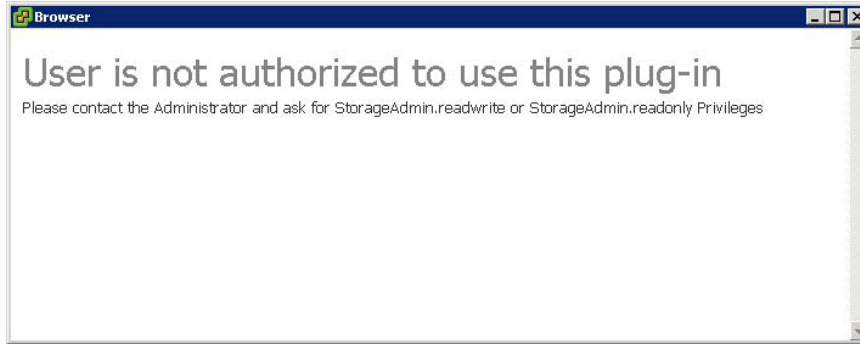 Browser
User is not authorized to use this plug-in
Please contact the Administrator and ask for StorageAdmin.readwrite or StorageAdmin.readonly Privileges